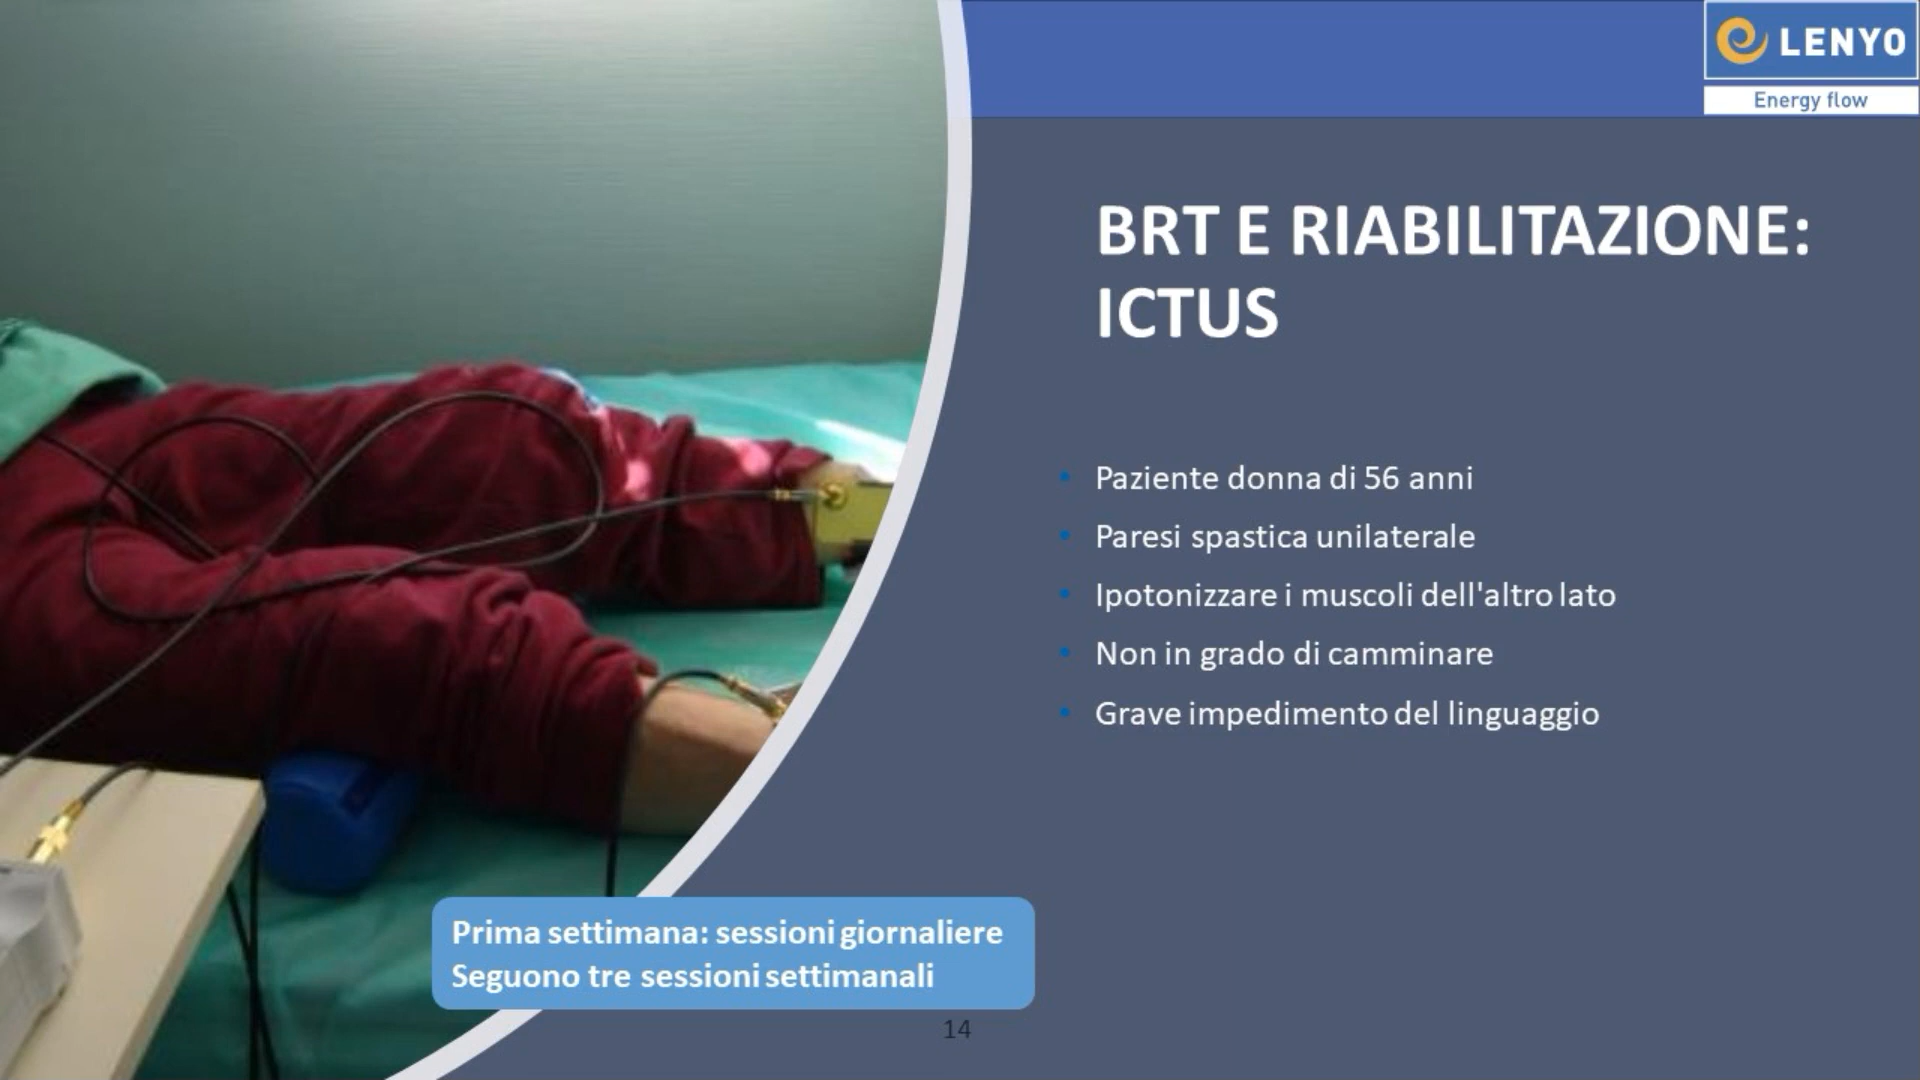 LENYO
Energy flow
BRT E RIABILITAZIONE:
ICTUS
Paziente donna di 56 anni
Paresi spastica unilaterale
Ipotonizzare i muscoli dell'altro lato
Non in grado di camminare
Grave impedimento del linguaggio
Prima settimana: sessioni giornaliere
Seguono tre sessioni settimanali
14